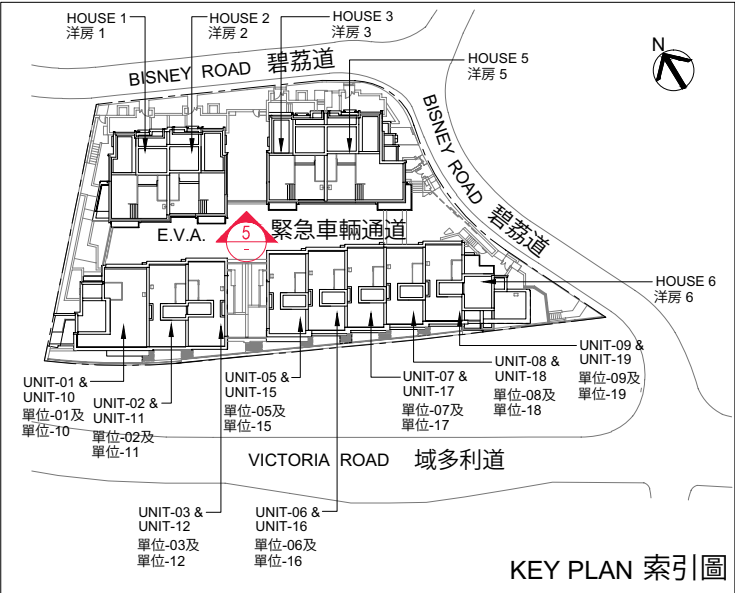 HOUSE 1
洋房 1
HOUSE 2
洋房 2
HOUSE 3
洋房 3
HOUSE 5
洋房 5
N
BISNEY ROAD 碧荔道
BISNEY ROAD 碧荔道
E.V.A.
5
-
緊急車輛通道
HOUSE 6
洋房 6
UNIT-01 &
UNIT-10
單位-01及
單位-10
UNIT-02 &
UNIT-11
單位-02及
單位-11
UNIT-05 &
UNIT-15
單位-05及
單位-15
UNIT-07 &
UNIT-17
單位-07及
單位-17
UNIT-08 &
UNIT-18
單位-08及
單位-18
UNIT-09 &
UNIT-19
單位-09及
單位-19
VICTORIA ROAD 域多利道
UNIT-03 &
UNIT-12
單位-03及
單位-12
UNIT-06 &
UNIT-16
單位-06及
單位-16
KEY PLAN 索引圖